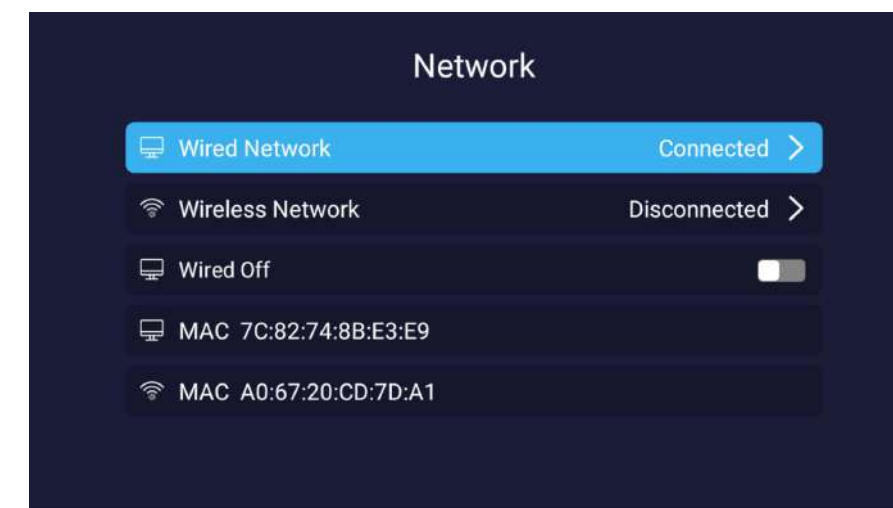 Network
Wired Network Connected
Wireless Network Disconnected
Wired Off
MAC 7C:82:74:8B:E3:E9
MAC A0:67:20:CD:7D:A1